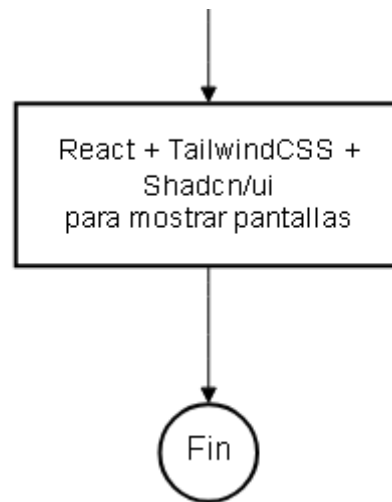 React + TailwindCSS +
Shadcn/ui
para mostrar pantallas
Fin